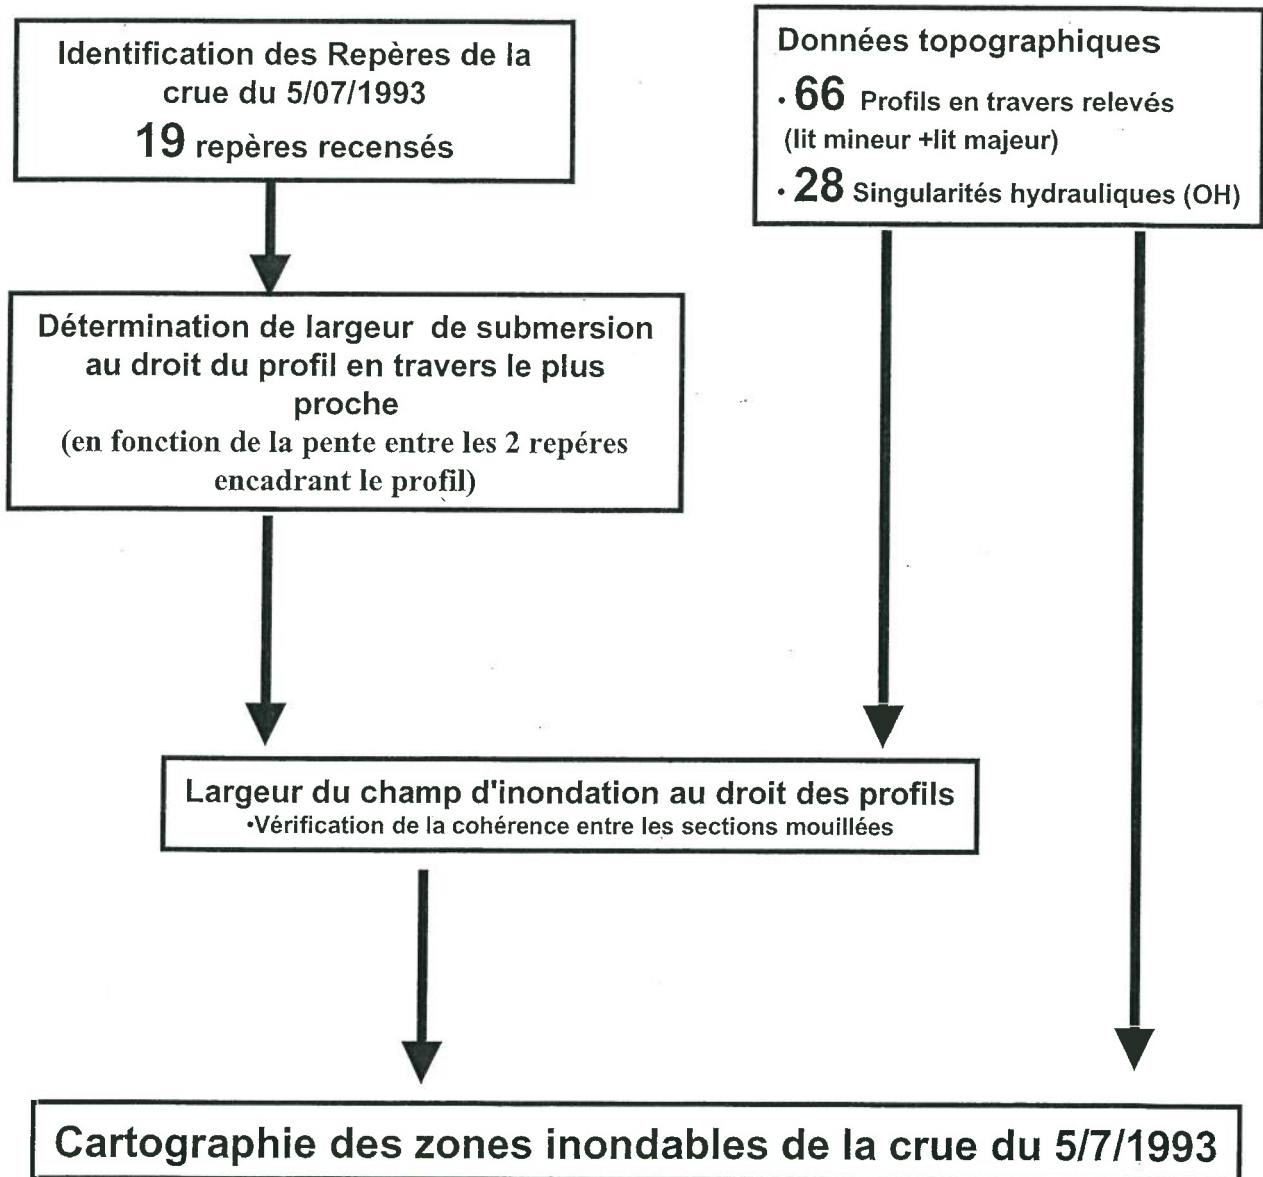 Identification des Repères de la
crue du 5/07/1993
19 repères recensés
Données topographiques
· 66 Profils en travers relevés
(lit mineur +lit majeur)
· 28 Singularités hydrauliques (OH)
Détermination de largeur de submersion
au droit du profil en travers le plus
proche
(en fonction de la pente entre les 2 repéres
encadrant le profil)
Largeur du champ d'inondation au droit des profils
•Vérification de la cohérence entre les sections mouillées
Cartographie des zones inondables de la crue du 5/7/1993